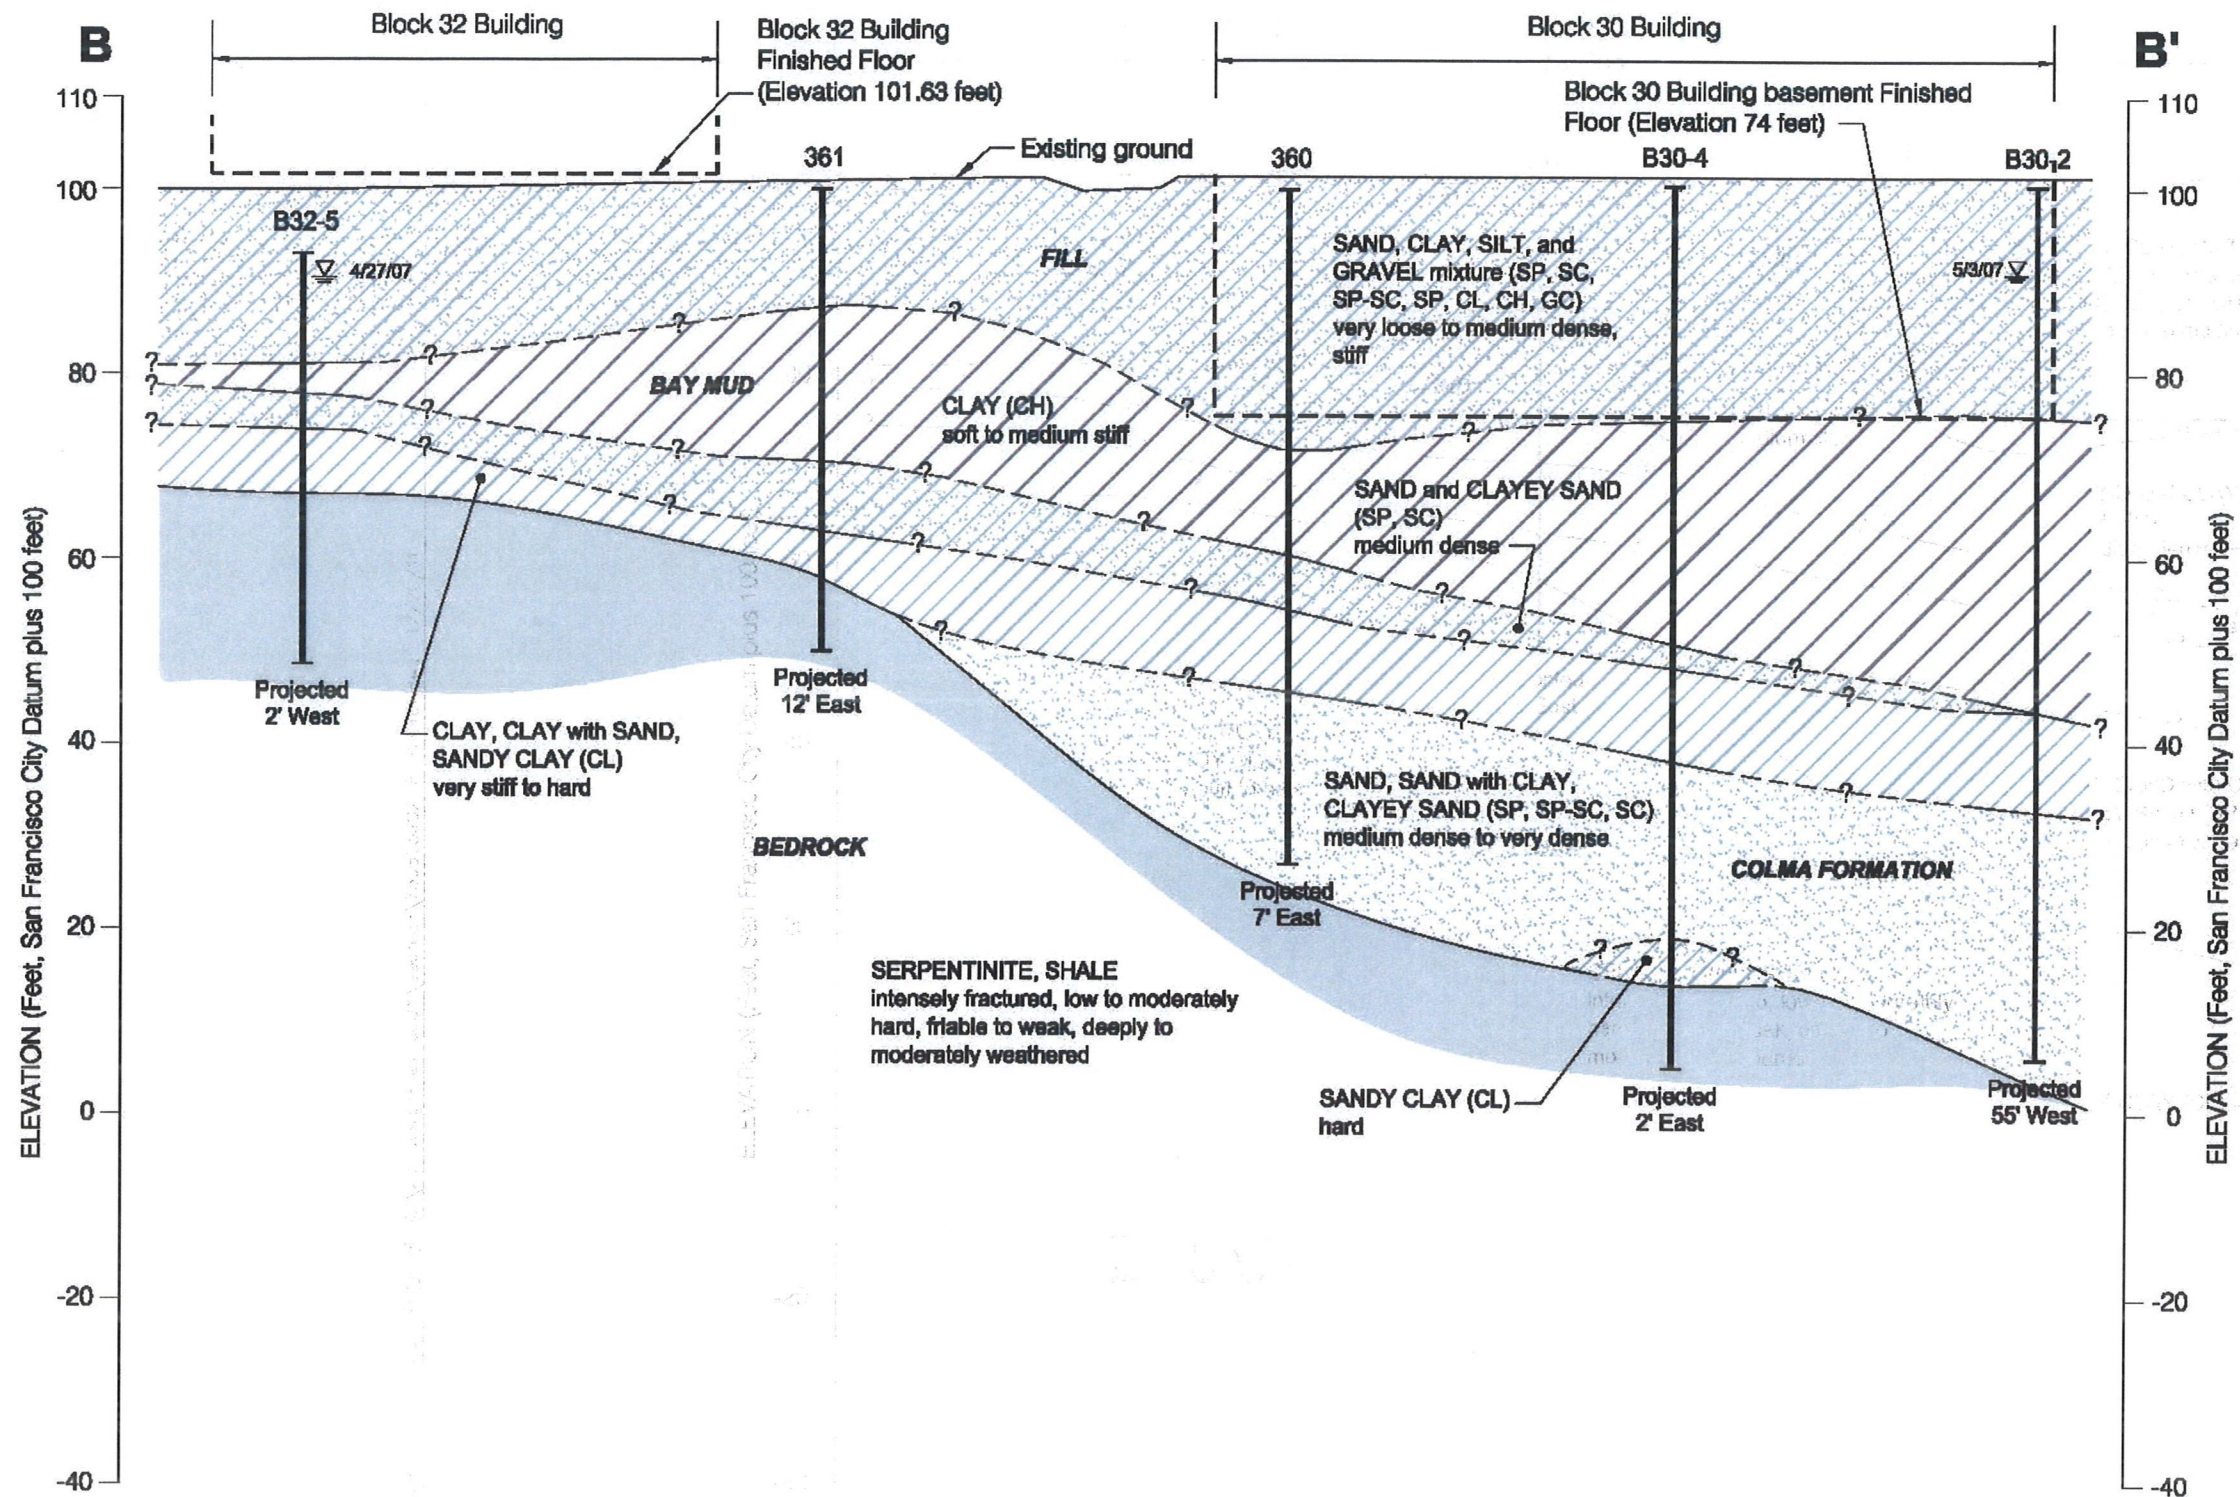 B
Block 32 Building
Block 32 Building
Finished Floor
(Elevation 101.63 feet)
Block 30 Building
B'
Block 30 Building basement Finished
Floor (Elevation 74 feet)
Existing ground
110
100
80
60
40
20
0
-20
-40
ELEVATION (Feet, San Francisco City Datum plus 100 feet)
110
100
80
60
40
20
0
-20
-40
ELEVATION (Feet, San Francisco City Datum plus 100 feet)
361
360
B30-4
B30-2
B32-5
4/27/07
5/3/07
FILL
SAND, CLAY, SILT, and
GRAVEL mixture (SP, SC,
SP-SC, SP, CL, CH, GC)
very loose to medium dense,
stiff
? ? ? ? ? ? ? ? ?
BAY MUD
CLAY (CH)
soft to medium stiff
? ? ? ? ? ? ? ?
SAND and CLAYEY SAND
(SP, SC)
medium dense
? ? ? ? ? ? ? ?
Projected
2' West
Projected
12' East
CLAY, CLAY with SAND,
SANDY CLAY (CL)
very stiff to hard
? ? ? ? ?
SAND, SAND with CLAY,
CLAYEY SAND (SP, SP-SC, SC)
medium dense to very dense
BEDROCK
COLMA FORMATION
Projected
7' East
? ?
SERPENTINITE, SHALE
intensely fractured, low to moderately
hard, friable to weak, deeply to
moderately weathered
SANDY CLAY (CL)
hard
Projected
2' East
Projected
55' West